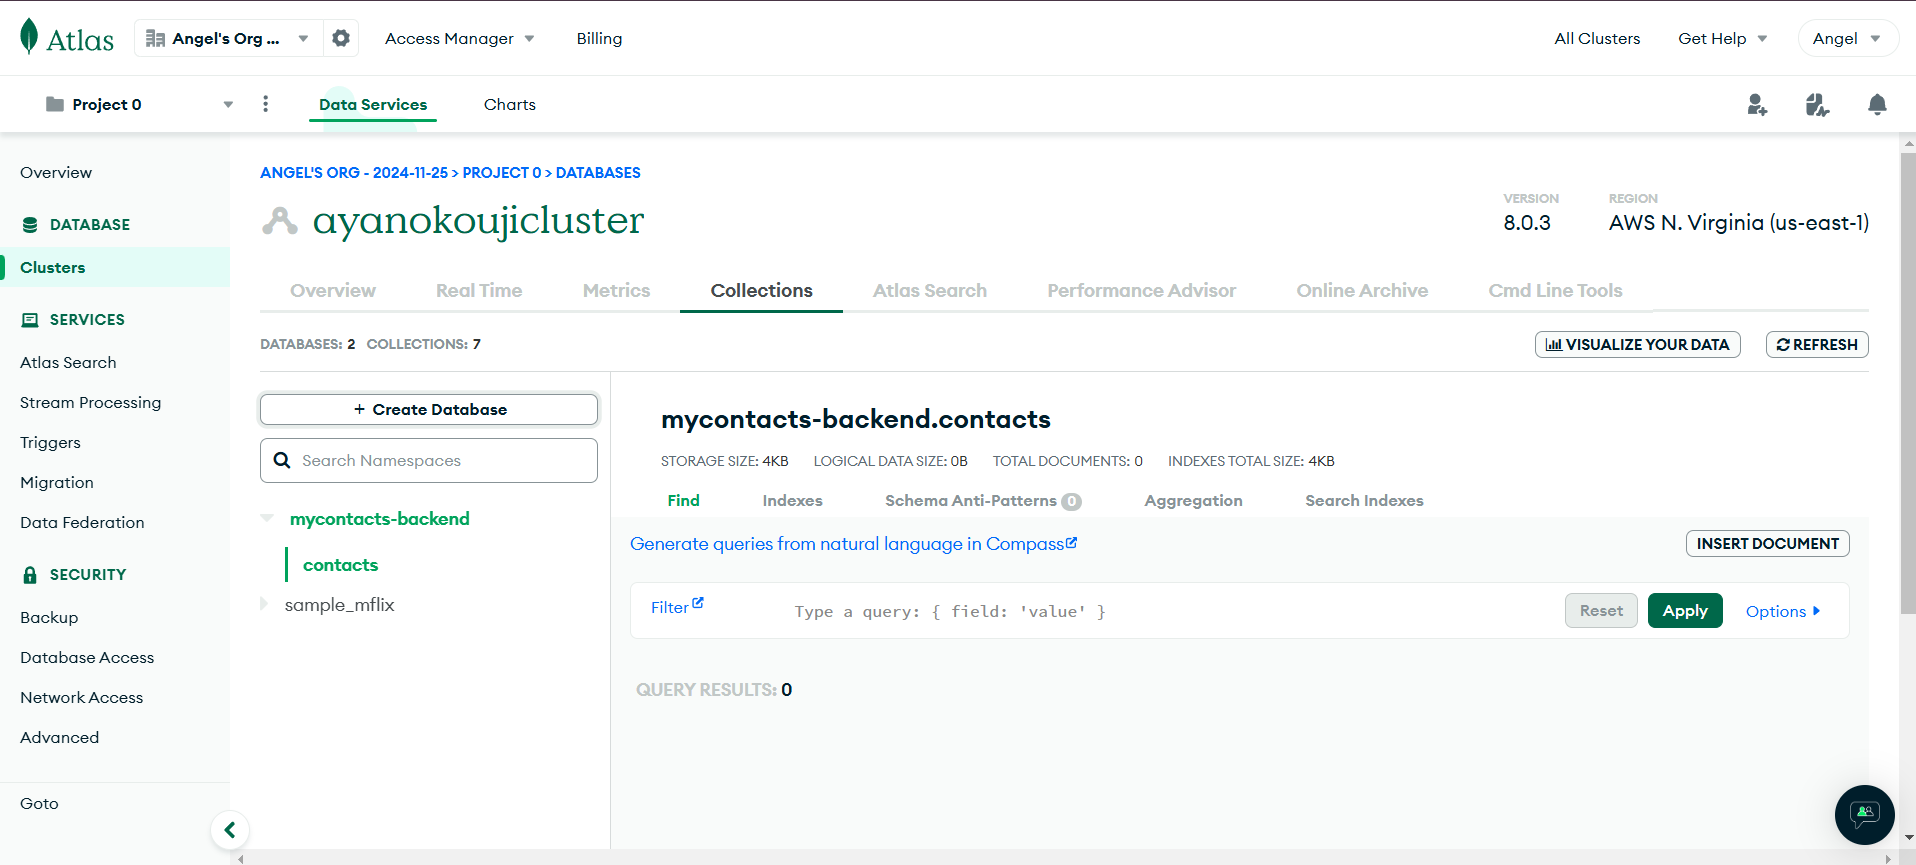 Atlas
Angel's Org ...
Access Manager
Billing
All Clusters
Get Help
Angel
Project 0
Data Services
Charts
Overview
DATABASE
Clusters
SERVICES
Atlas Search
Stream Processing
Triggers
Migration
Data Federation
SECURITY
Backup
Database Access
Network Access
Advanced
Goto
ANGEL'S ORG - 2024-11-25 > PROJECT 0 > DATABASES
ayanokoujicluster
VERSION
8.0.3
REGION
AWS N. Virginia (us-east-1)
Overview
Real Time
Metrics
Collections
Atlas Search
Performance Advisor
Online Archive
Cmd Line Tools
DATABASES: 2 COLLECTIONS: 7
VISUALIZE YOUR DATA
REFRESH
+ Create Database
Search Namespaces
mycontacts-backend
contacts
sample_mflix
mycontacts-backend.contacts
STORAGE SIZE: 4KB LOGICAL DATA SIZE: 0B TOTAL DOCUMENTS: 0 INDEXES TOTAL SIZE: 4KB
Find
Indexes
Schema Anti-Patterns 0
Aggregation
Search Indexes
Generate queries from natural language in Compass
INSERT DOCUMENT
Filter
Type a query: { field: 'value' }
Reset
Apply
Options
QUERY RESULTS: 0